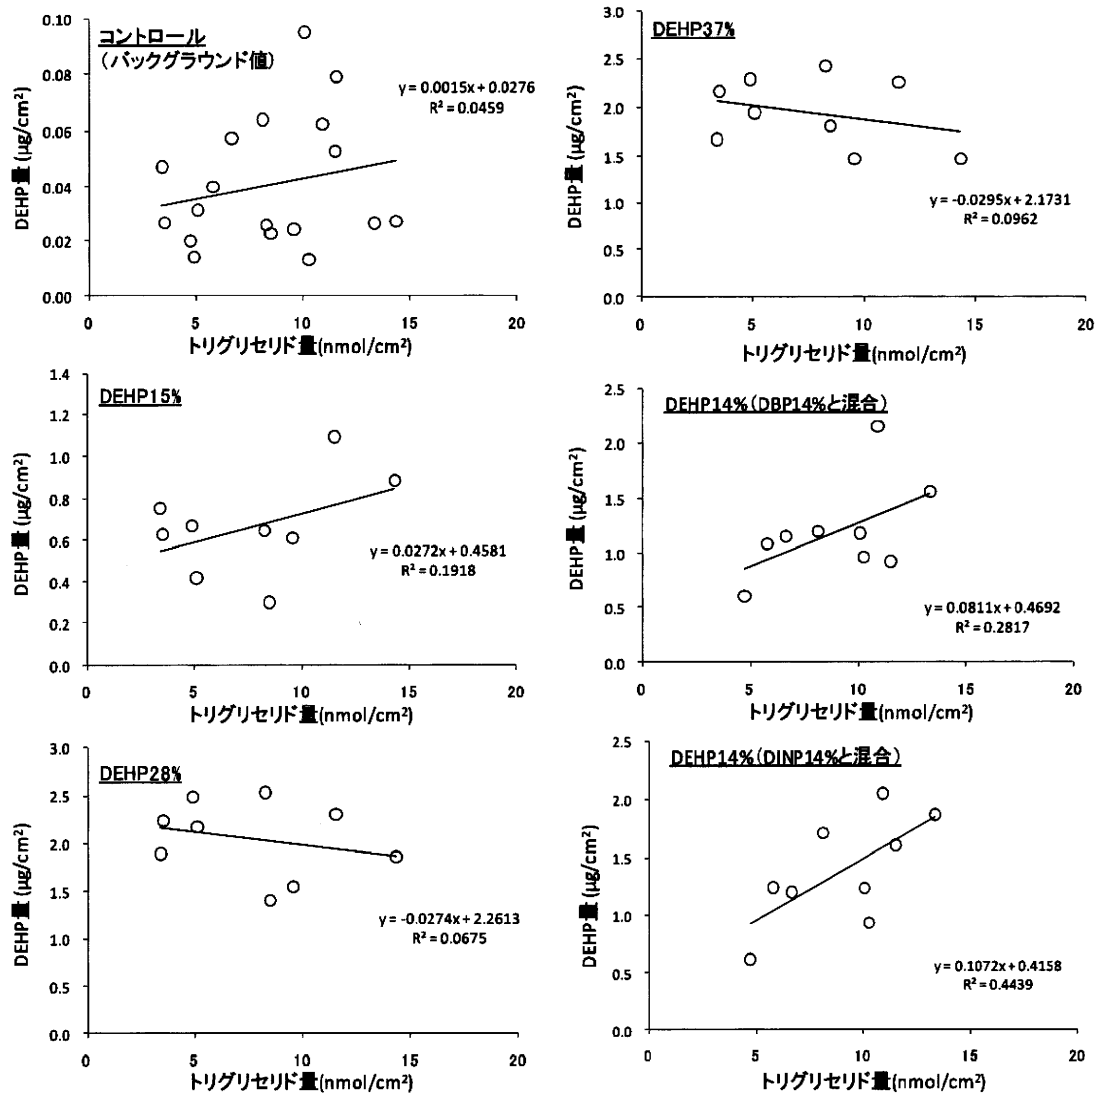 コントロール
（バックグラウンド値）
y = 0.0015x + 0.0276
R² = 0.0459
DEHP量 (μg/cm²)
0.10
0.08
0.06
0.04
0.02
0.00
0
5
10
15
20
トリグリセリド量(nmol/cm²)
DEHP37%
y = -0.0295x + 2.1731
R² = 0.0962
DEHP量 (μg/cm²)
3.0
2.5
2.0
1.5
1.0
0.5
0.0
0
5
10
15
20
トリグリセリド量(nmol/cm²)
DEHP15%
y = 0.0272x + 0.4581
R² = 0.1918
DEHP量 (μg/cm²)
1.4
1.2
1.0
0.8
0.6
0.4
0.2
0.0
0
5
10
15
20
トリグリセリド量(nmol/cm²)
DEHP14%（DBP14%と混合）
y = 0.0811x + 0.4692
R² = 0.2817
DEHP量 (μg/cm²)
2.5
2.0
1.5
1.0
0.5
0.0
0
5
10
15
20
トリグリセリド量(nmol/cm²)
DEHP28%
y = -0.0274x + 2.2613
R² = 0.0675
DEHP量 (μg/cm²)
3.0
2.5
2.0
1.5
1.0
0.5
0.0
0
5
10
15
20
トリグリセリド量(nmol/cm²)
DEHP14%（DINP14%と混合）
y = 0.1072x + 0.4158
R² = 0.4439
DEHP量 (μg/cm²)
2.5
2.0
1.5
1.0
0.5
0.0
0
5
10
15
20
トリグリセリド量(nmol/cm²)